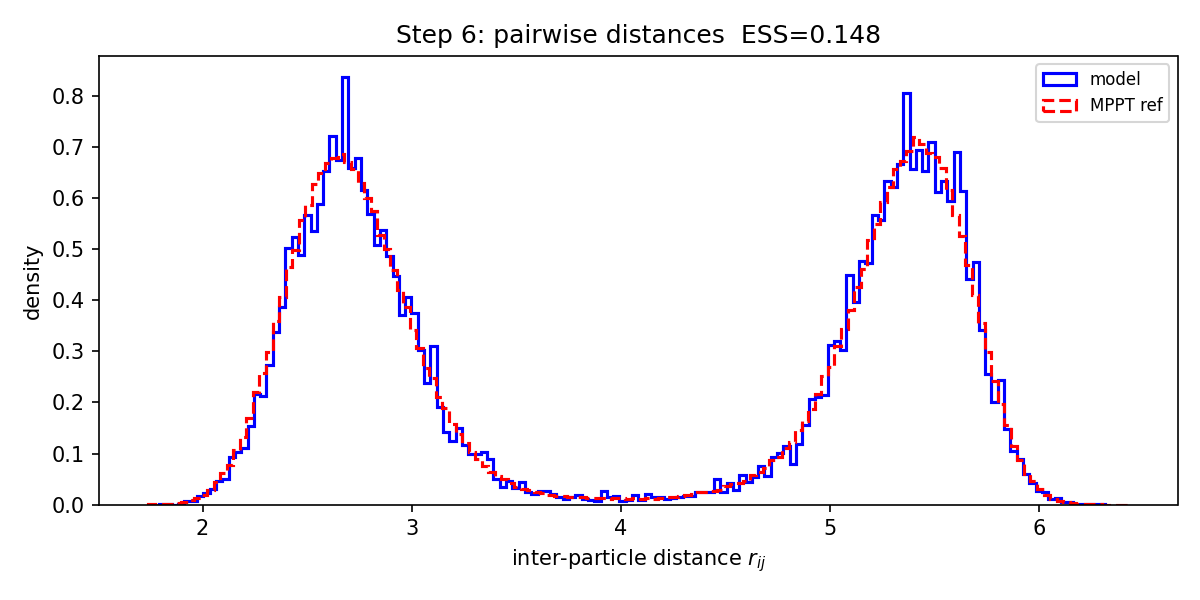 Step 6: pairwise distances  ESS=0.148
model
MPPT ref
density
0.8
0.7
0.6
0.5
0.4
0.3
0.2
0.1
0.0
2 3 4 5 6
inter-particle distance r_ij